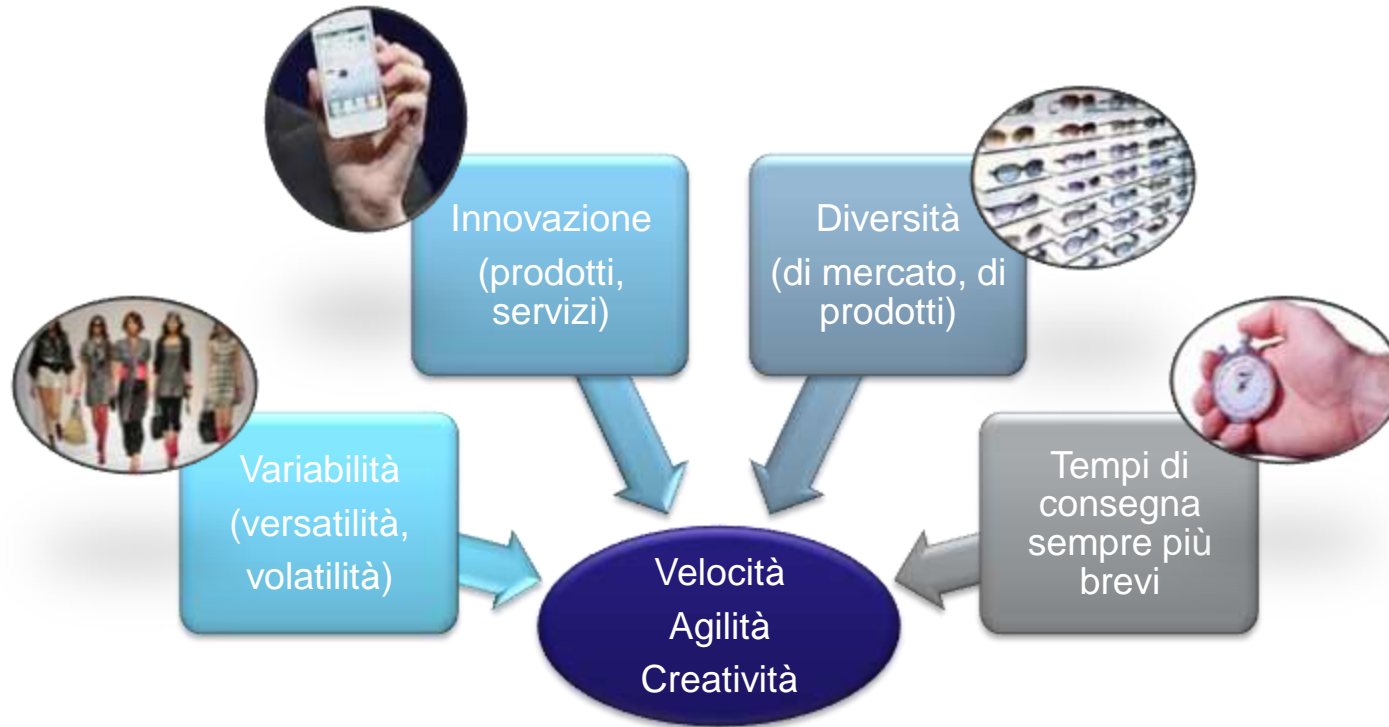 Innovazione
(prodotti,
servizi)
Diversità
(di mercato, di
prodotti)
Variabilità
(versatilità,
volatilità)
Tempi di
consegna
sempre più
brevi
Velocità
Agilità
Creatività